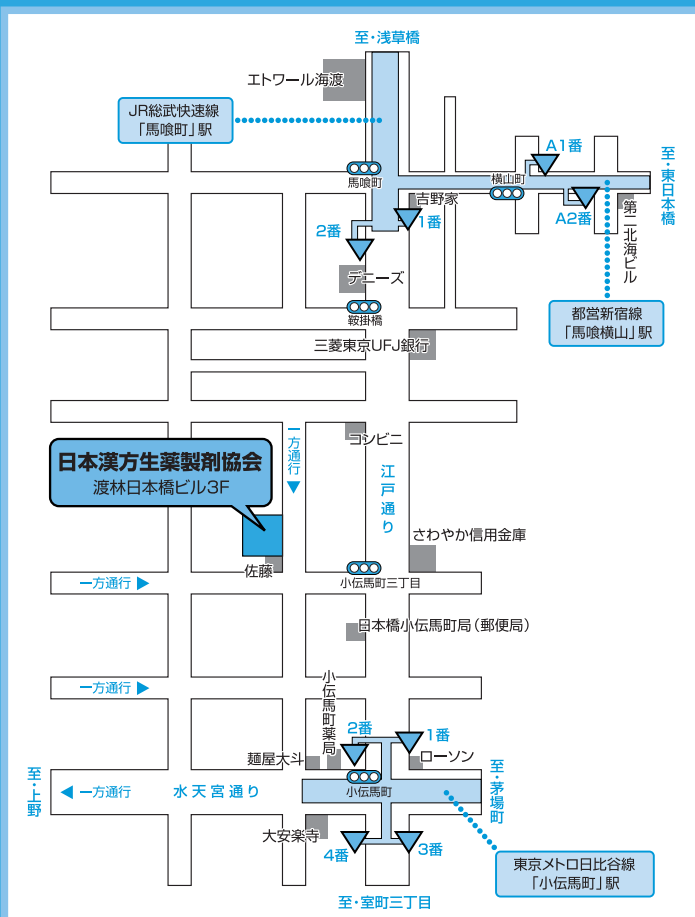 至・浅草橋
エトワール海渡
JR総武快速線
「馬喰町」駅
馬喰町
横山町
A1番
至・東日本橋
吉野家
1番
2番
A2番
第二北海ビル
デニーズ
鞍掛橋
都営新宿線
「馬喰横山」駅
三菱東京UFJ銀行
コンビニ
一方通行
江戸通り
日本漢方生薬製剤協会
渡林日本橋ビル3F
さわやか信用金庫
佐藤
小伝馬町三丁目
一方通行
日本橋小伝馬町局（郵便局）
一方通行
小伝馬町薬局
2番
1番
麺屋大斗
ローソン
至・上野
一方通行
水天宮通り
小伝馬町
至・茅場町
大安楽寺
4番
3番
東京メトロ日比谷線
「小伝馬町」駅
至・室町三丁目